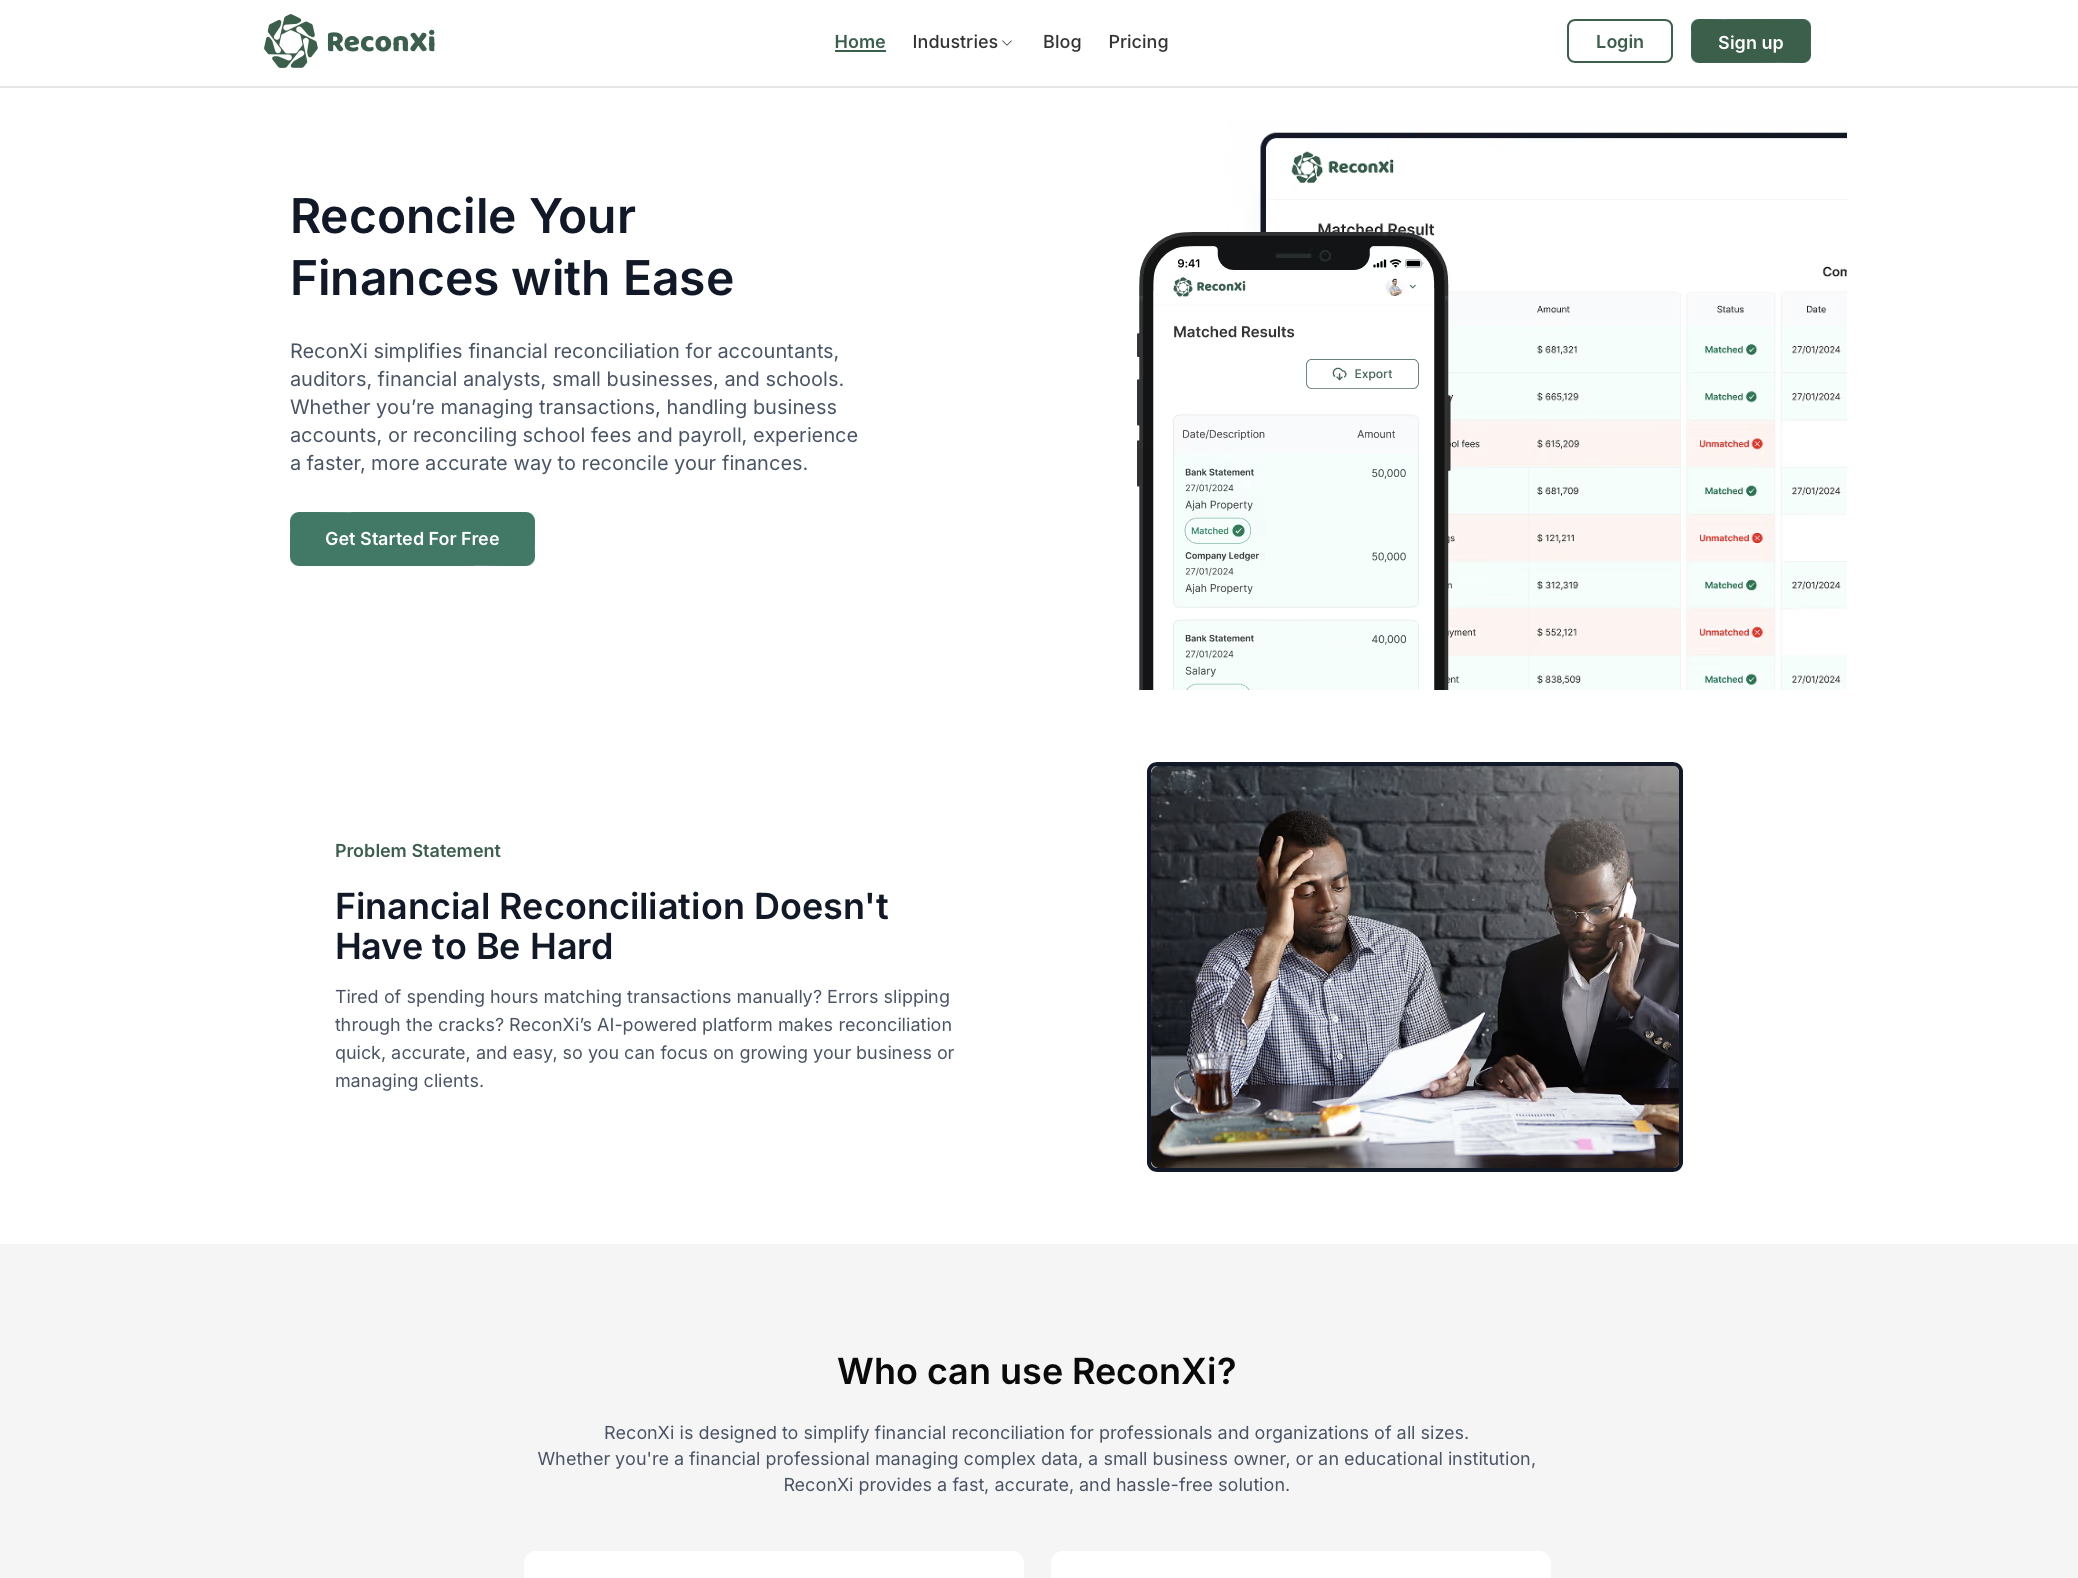 ReconXi
Home
Industries
Blog
Pricing
Login
Sign up
Reconcile Your
Finances with Ease
ReconXi simplifies financial reconciliation for accountants,
auditors, financial analysts, small businesses, and schools.
Whether you’re managing transactions, handling business
accounts, or reconciling school fees and payroll, experience
a faster, more accurate way to reconcile your finances.
Get Started For Free
ReconXi
Matched Result
Amount
Status
Date
$ 681,321
Matched
27/01/2024
$ 665,129
Matched
27/01/2024
fees
$ 615,209
Unmatched
$ 681,709
Matched
27/01/2024
$ 121,211
Unmatched
$ 312,319
Matched
27/01/2024
$ 552,121
Unmatched
$ 838,509
Matched
27/01/2024
9:41
ReconXi
Matched Results
Export
Date/Description
Amount
Bank Statement
50,000
27/01/2024
Ajah Property
Matched
Company Ledger
50,000
27/01/2024
Ajah Property
Bank Statement
40,000
27/01/2024
Salary
Problem Statement
Financial Reconciliation Doesn't
Have to Be Hard
Tired of spending hours matching transactions manually? Errors slipping
through the cracks? ReconXi’s AI-powered platform makes reconciliation
quick, accurate, and easy, so you can focus on growing your business or
managing clients.
Who can use ReconXi?
ReconXi is designed to simplify financial reconciliation for professionals and organizations of all sizes.
Whether you're a financial professional managing complex data, a small business owner, or an educational institution,
ReconXi provides a fast, accurate, and hassle-free solution.